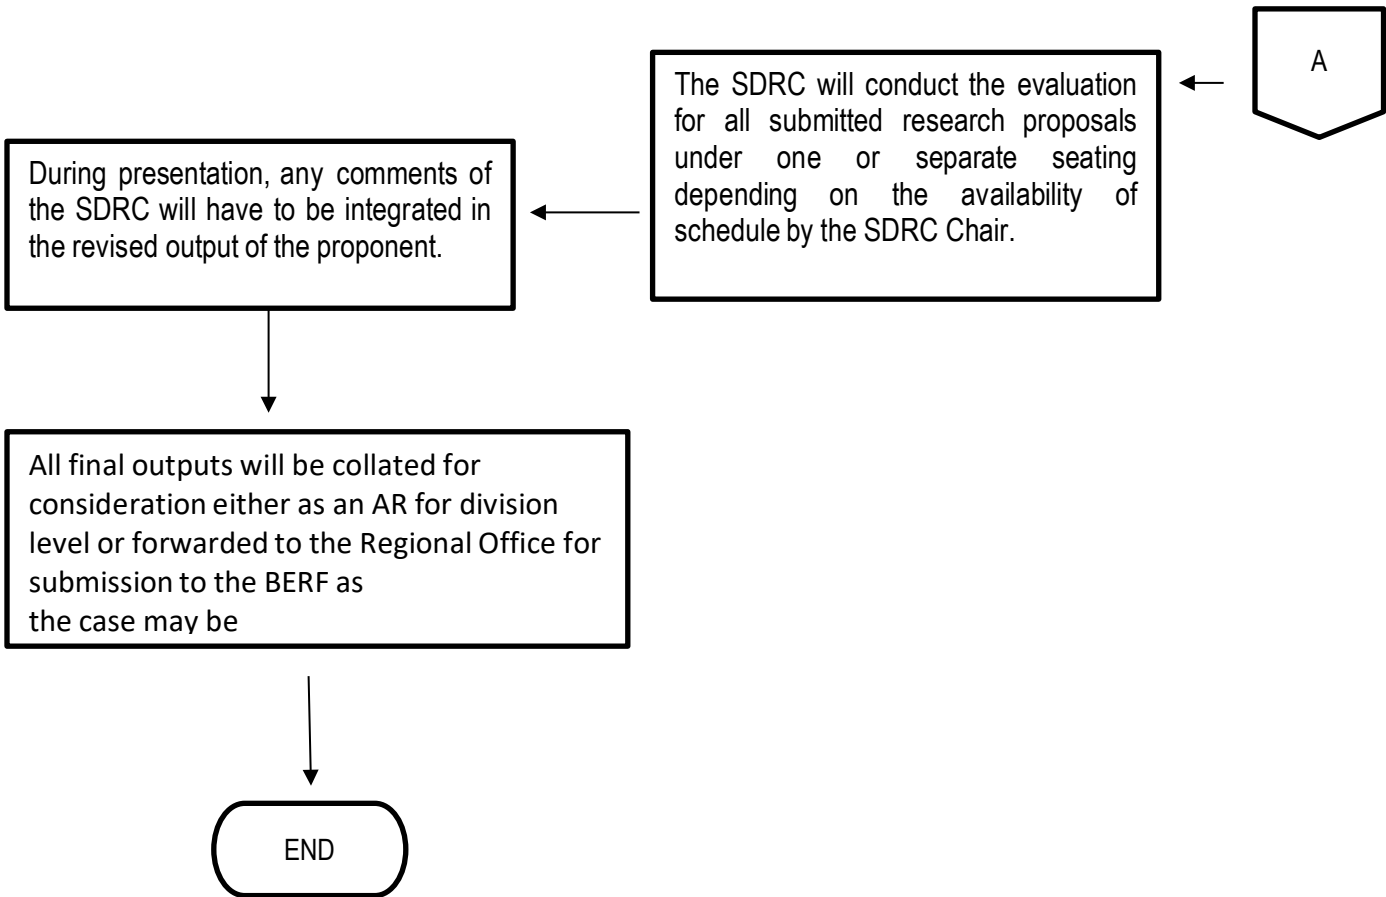 A
The SDRC will conduct the evaluation
for all submitted research proposals
under one or separate seating
depending on the availability of
schedule by the SDRC Chair.
During presentation, any comments of
the SDRC will have to be integrated in
the revised output of the proponent.
All final outputs will be collated for
consideration either as an AR for division
level or forwarded to the Regional Office for
submission to the BERF as
the case may be
END